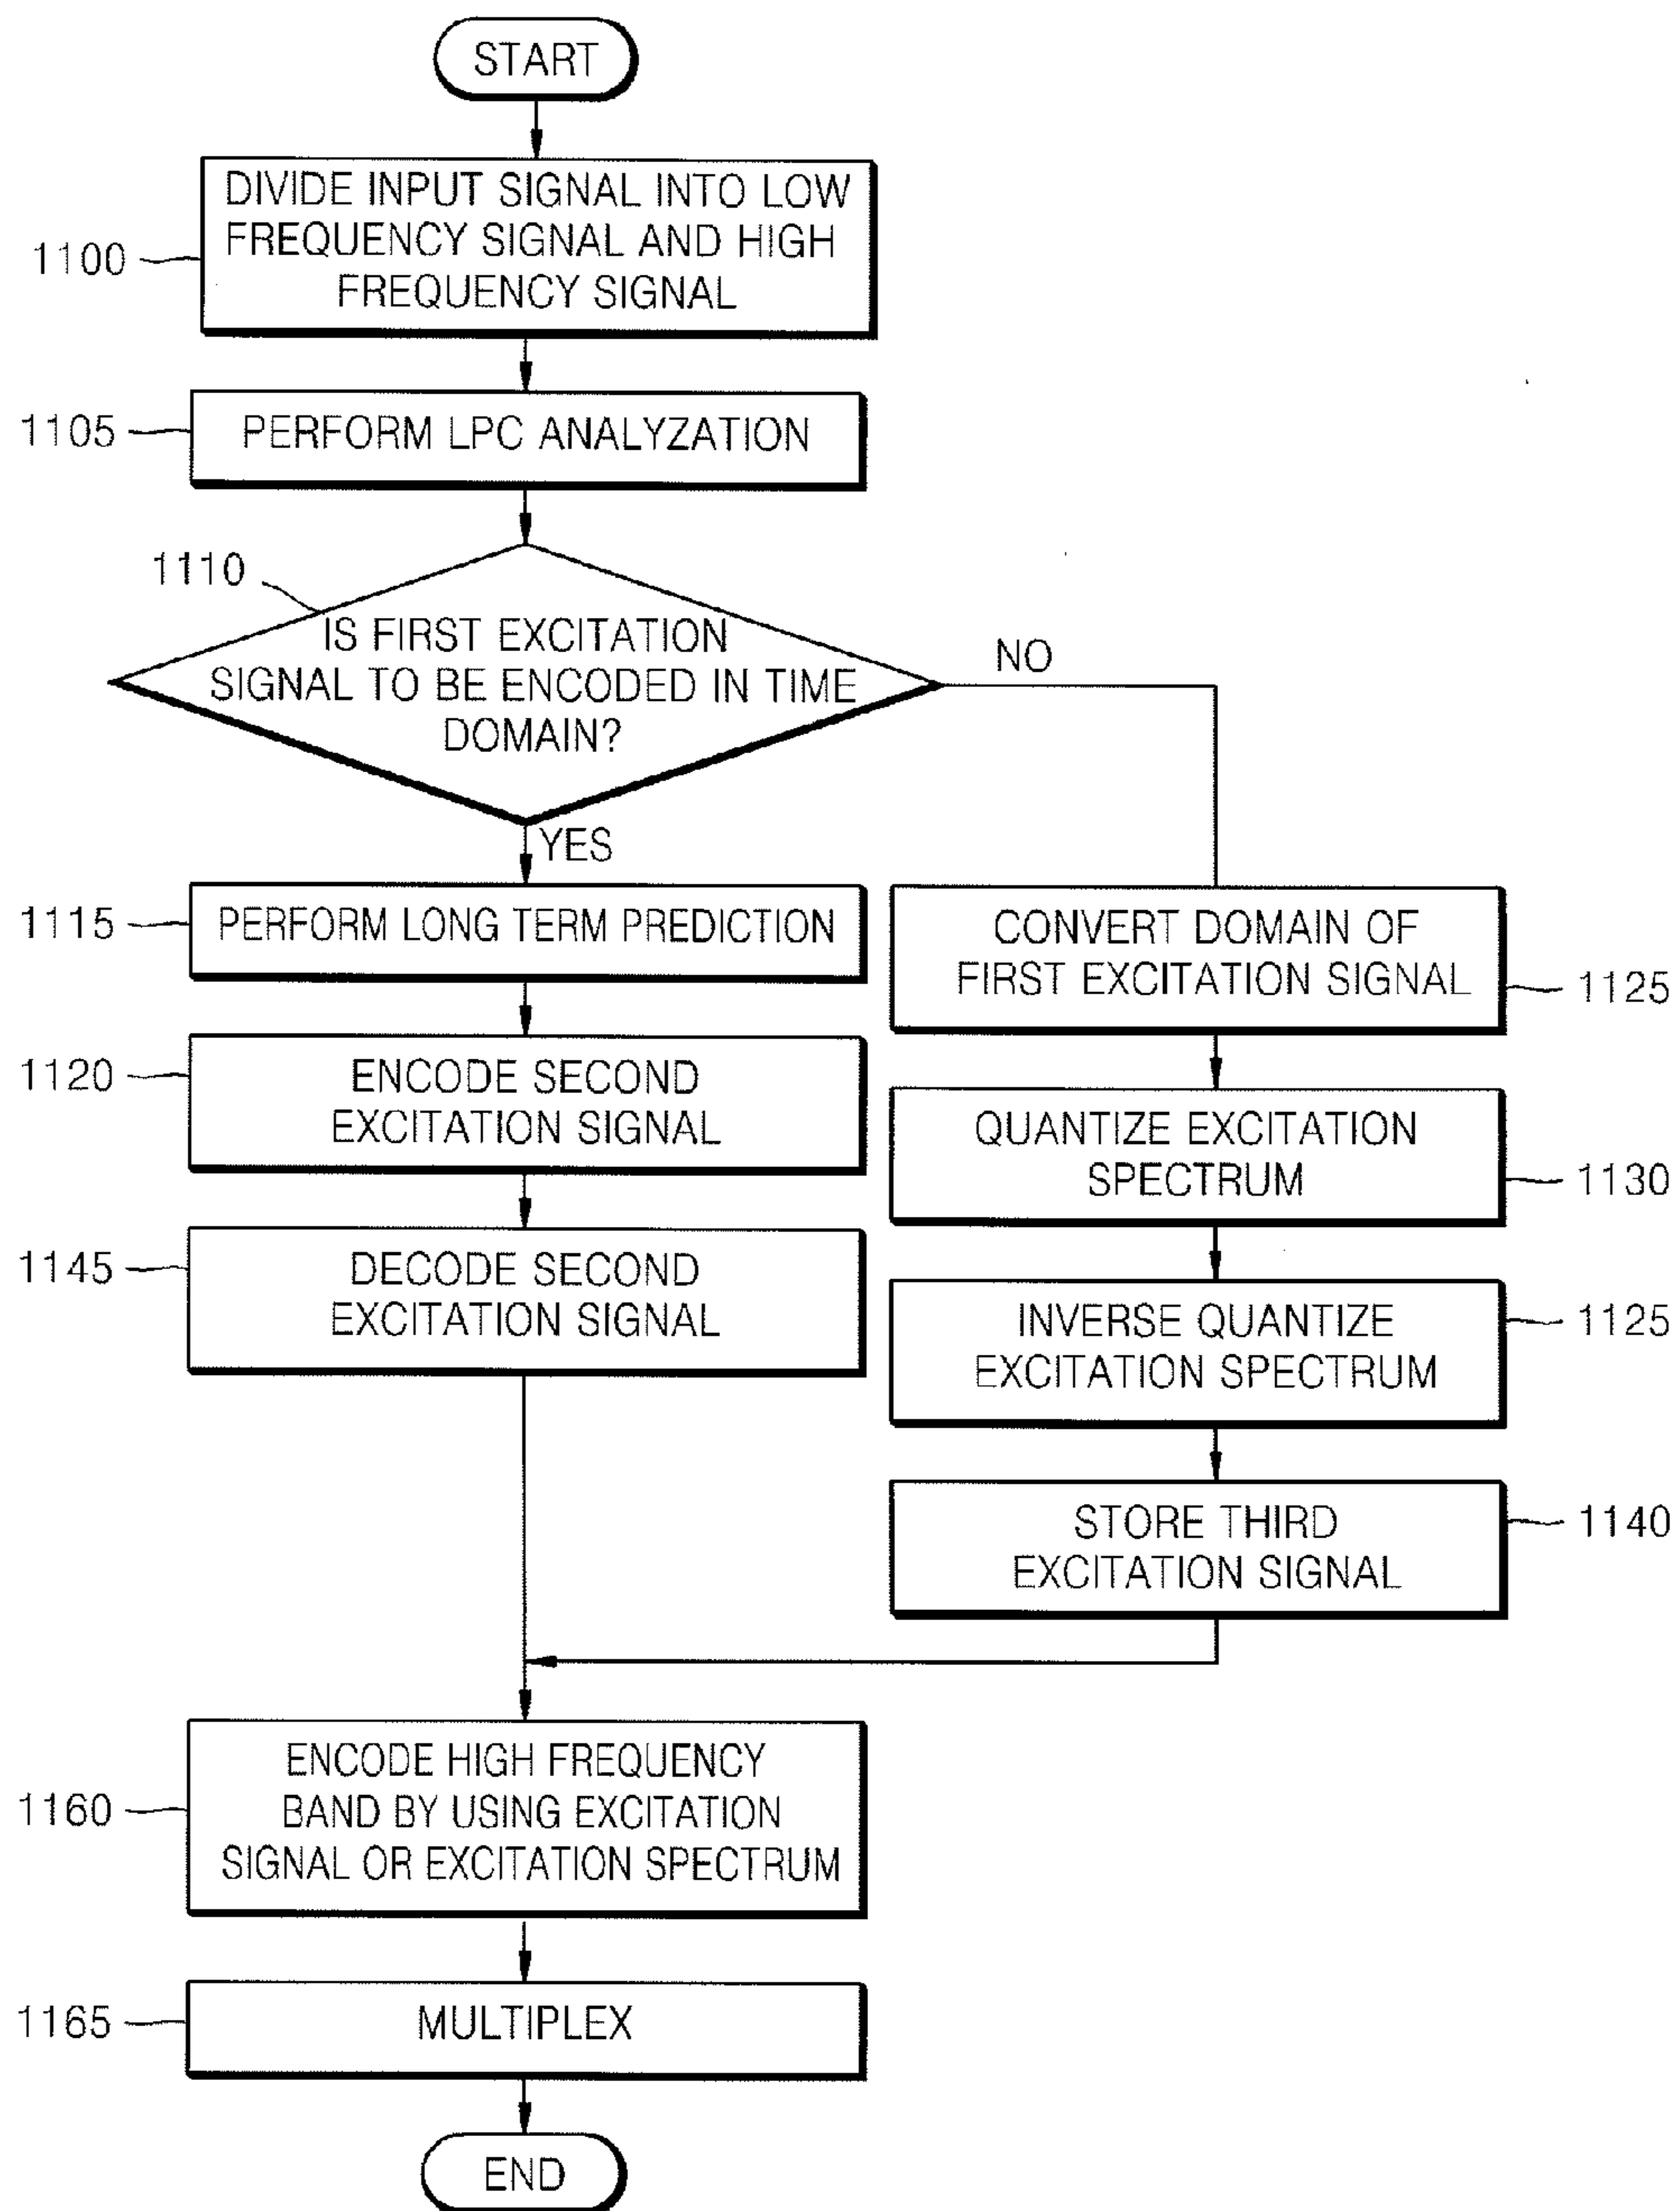 START
DIVIDE INPUT SIGNAL INTO LOW
FREQUENCY SIGNAL AND HIGH
FREQUENCY SIGNAL
1100
PERFORM LPC ANALYZATION
1105
1110
IS FIRST EXCITATION
SIGNAL TO BE ENCODED IN TIME
DOMAIN?
NO
YES
1115
PERFORM LONG TERM PREDICTION
1120
ENCODE SECOND
EXCITATION SIGNAL
1145
DECODE SECOND
EXCITATION SIGNAL
CONVERT DOMAIN OF
FIRST EXCITATION SIGNAL
1125
QUANTIZE EXCITATION
SPECTRUM
1130
INVERSE QUANTIZE
EXCITATION SPECTRUM
1125
STORE THIRD
EXCITATION SIGNAL
1140
ENCODE HIGH FREQUENCY
BAND BY USING EXCITATION
SIGNAL OR EXCITATION SPECTRUM
1160
1165
MULTIPLEX
END